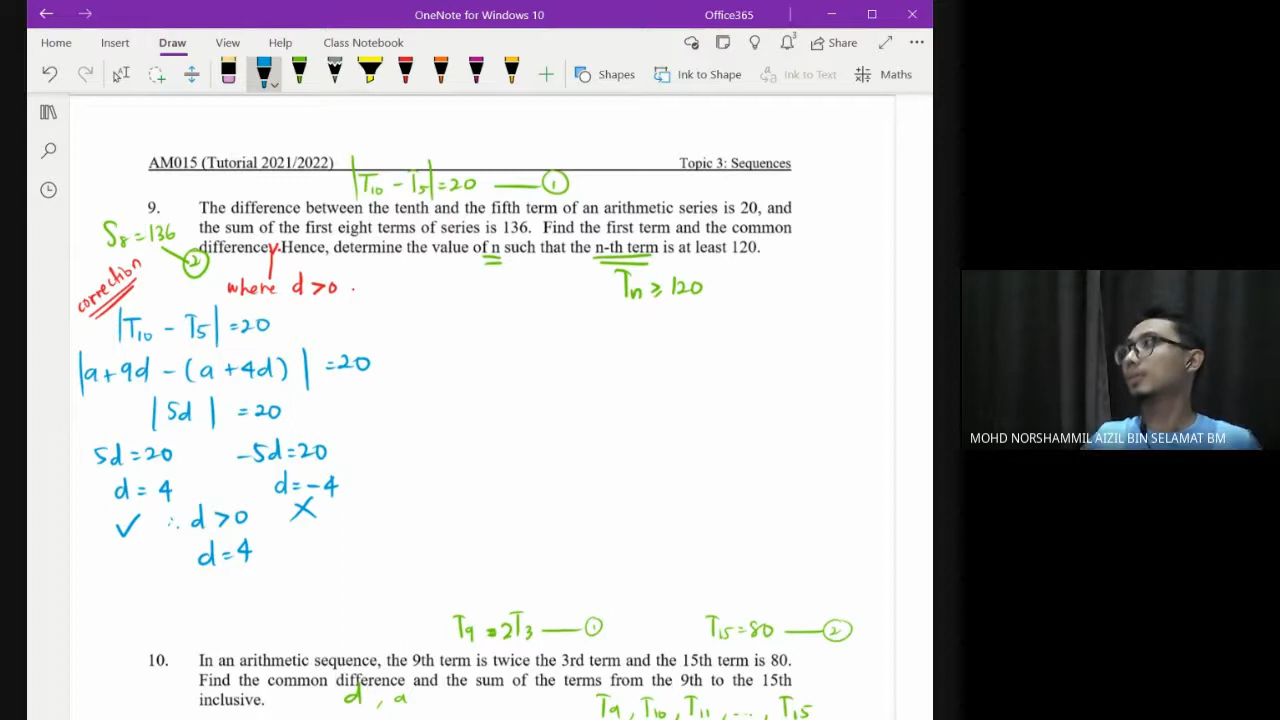 OneNote for Windows 10
Office365
Home Insert Draw View Help Class Notebook
3
Share
Shapes Ink to Shape Ink to Text Maths
AM015 (Tutorial 2021/2022)
Topic 3: Sequences
|T10 - T5| = 20 —— ①
9. The difference between the tenth and the fifth term of an arithmetic series is 20, and
the sum of the first eight terms of series is 136. Find the first term and the common
difference. Hence, determine the value of n such that the n-th term is at least 120.
S8 = 136
②
correction
where d > 0 .
Tn ≥ 120
|T10 - T5| = 20
|a + 9d - (a + 4d)| = 20
|5d| = 20
5d = 20 -5d = 20
d = 4 d = -4
✓ ∴ d > 0 ✗
d = 4
MOHD NORSHAMMIL AIZIL BIN SELAMAT BM
T9 = 2T3 —— ① T15 = 80 —— ②
10. In an arithmetic sequence, the 9th term is twice the 3rd term and the 15th term is 80.
Find the common difference and the sum of the terms from the 9th to the 15th
inclusive.
d , a
T9, T10, T11, ..., T15